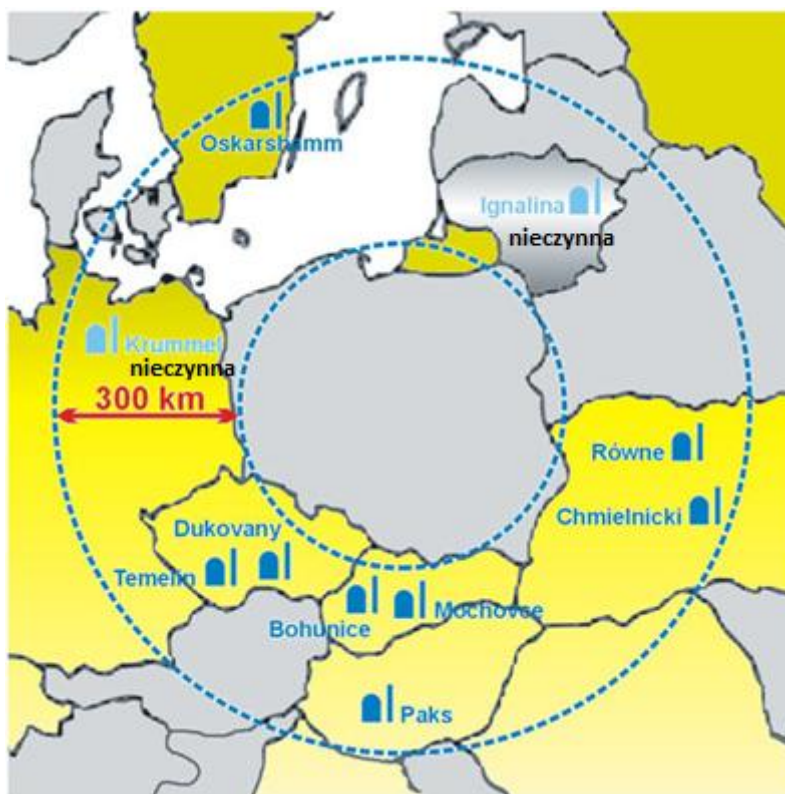 Oskarshamm
Ignalina
nieczynna
Krummel
nieczynna
300 km
Równe
Chmielnicki
Dukovany
Temelin
Bohunice
Mochovce
Paks